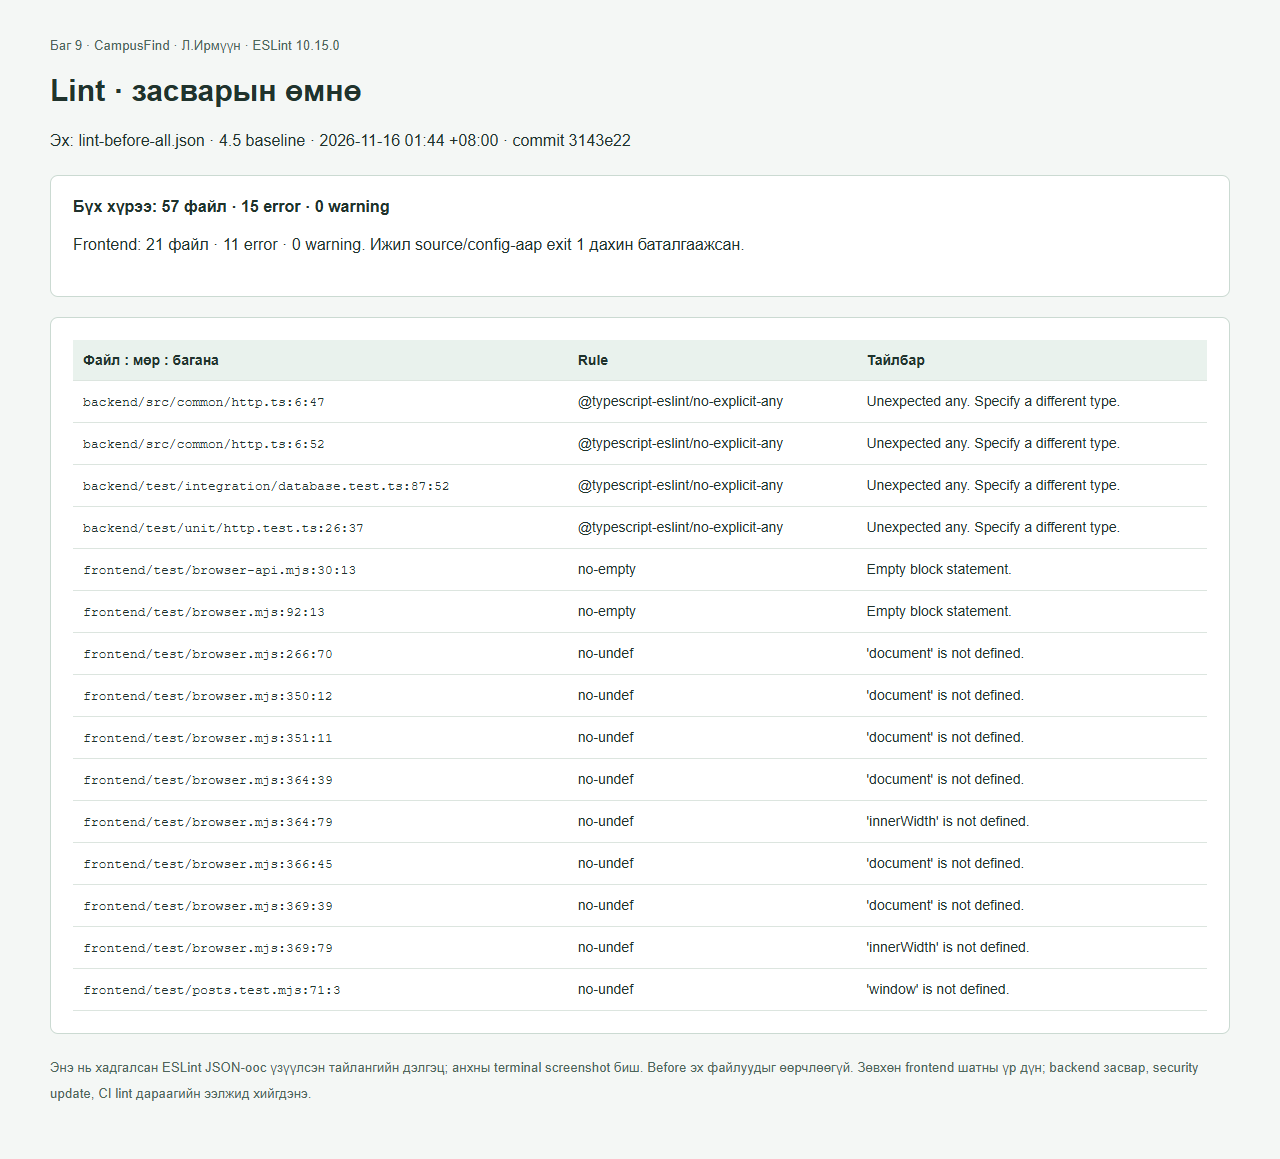 Баг 9 · CampusFind · Л.Ирмүүн · ESLint 10.15.0
Lint · засварын өмнө
Эх: lint-before-all.json · 4.5 baseline · 2026-11-16 01:44 +08:00 · commit 3143e22
Бүх хүрээ: 57 файл · 15 error · 0 warning
Frontend: 21 файл · 11 error · 0 warning. Ижил source/config-аар exit 1 дахин баталгаажсан.
Файл : мөр : багана Rule Тайлбар
backend/src/common/http.ts:6:47 @typescript-eslint/no-explicit-any Unexpected any. Specify a different type.
backend/src/common/http.ts:6:52 @typescript-eslint/no-explicit-any Unexpected any. Specify a different type.
backend/test/integration/database.test.ts:87:52 @typescript-eslint/no-explicit-any Unexpected any. Specify a different type.
backend/test/unit/http.test.ts:26:37 @typescript-eslint/no-explicit-any Unexpected any. Specify a different type.
frontend/test/browser-api.mjs:30:13 no-empty Empty block statement.
frontend/test/browser.mjs:92:13 no-empty Empty block statement.
frontend/test/browser.mjs:266:70 no-undef 'document' is not defined.
frontend/test/browser.mjs:350:12 no-undef 'document' is not defined.
frontend/test/browser.mjs:351:11 no-undef 'document' is not defined.
frontend/test/browser.mjs:364:39 no-undef 'document' is not defined.
frontend/test/browser.mjs:364:79 no-undef 'innerWidth' is not defined.
frontend/test/browser.mjs:366:45 no-undef 'document' is not defined.
frontend/test/browser.mjs:369:39 no-undef 'document' is not defined.
frontend/test/browser.mjs:369:79 no-undef 'innerWidth' is not defined.
frontend/test/posts.test.mjs:71:3 no-undef 'window' is not defined.
Энэ нь хадгалсан ESLint JSON-оос үзүүлсэн тайлангийн дэлгэц; анхны terminal screenshot биш. Before эх файлуудыг өөрчлөөгүй. Зөвхөн frontend шатны үр дүн; backend засвар, security
update, CI lint дараагийн ээлжид хийгдэнэ.